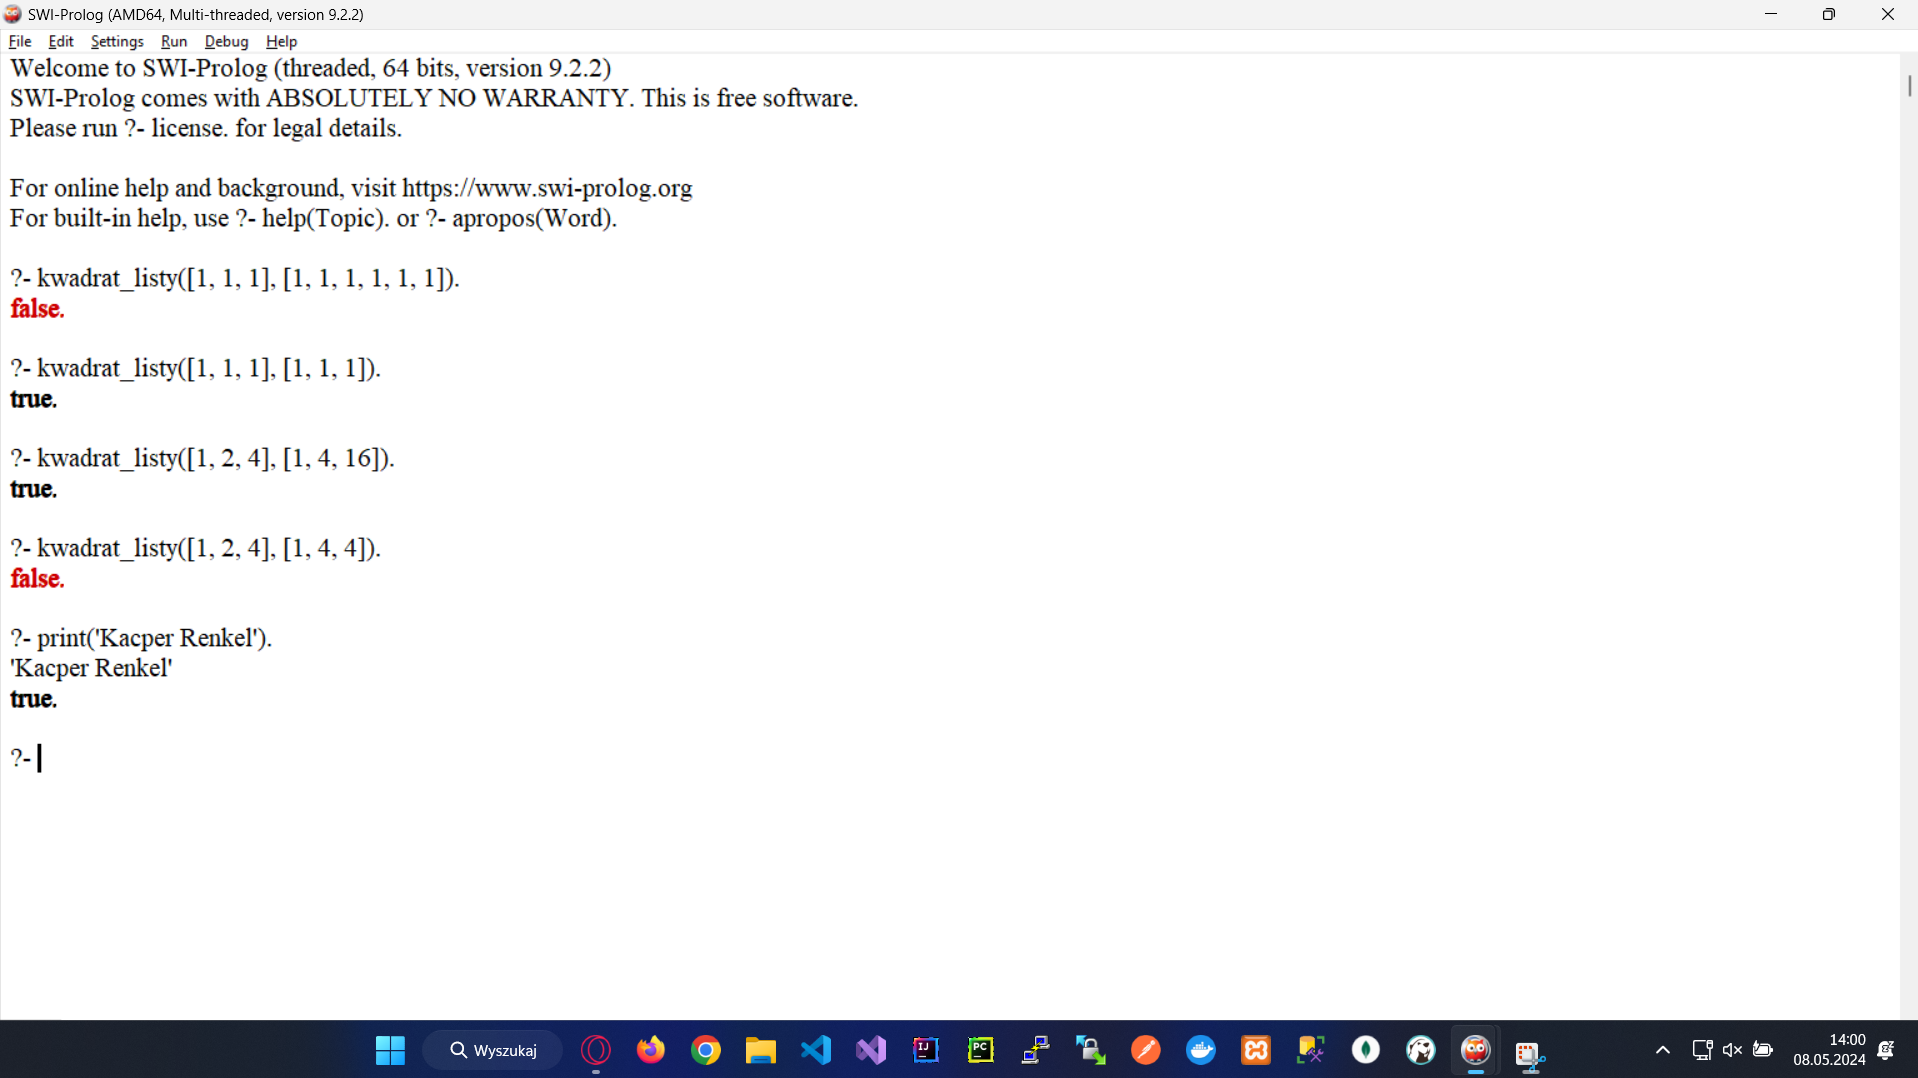 SWI-Prolog (AMD64, Multi-threaded, version 9.2.2)
File Edit Settings Run Debug Help
Welcome to SWI-Prolog (threaded, 64 bits, version 9.2.2)
SWI-Prolog comes with ABSOLUTELY NO WARRANTY. This is free software.
Please run ?- license. for legal details.
For online help and background, visit https://www.swi-prolog.org
For built-in help, use ?- help(Topic). or ?- apropos(Word).
?- kwadrat_listy([1, 1, 1], [1, 1, 1, 1, 1, 1]).
false.
?- kwadrat_listy([1, 1, 1], [1, 1, 1]).
true.
?- kwadrat_listy([1, 2, 4], [1, 4, 16]).
true.
?- kwadrat_listy([1, 2, 4], [1, 4, 4]).
false.
?- print('Kacper Renkel').
'Kacper Renkel'
true.
?-
Wyszukaj
IJ
PC
14:00
08.05.2024